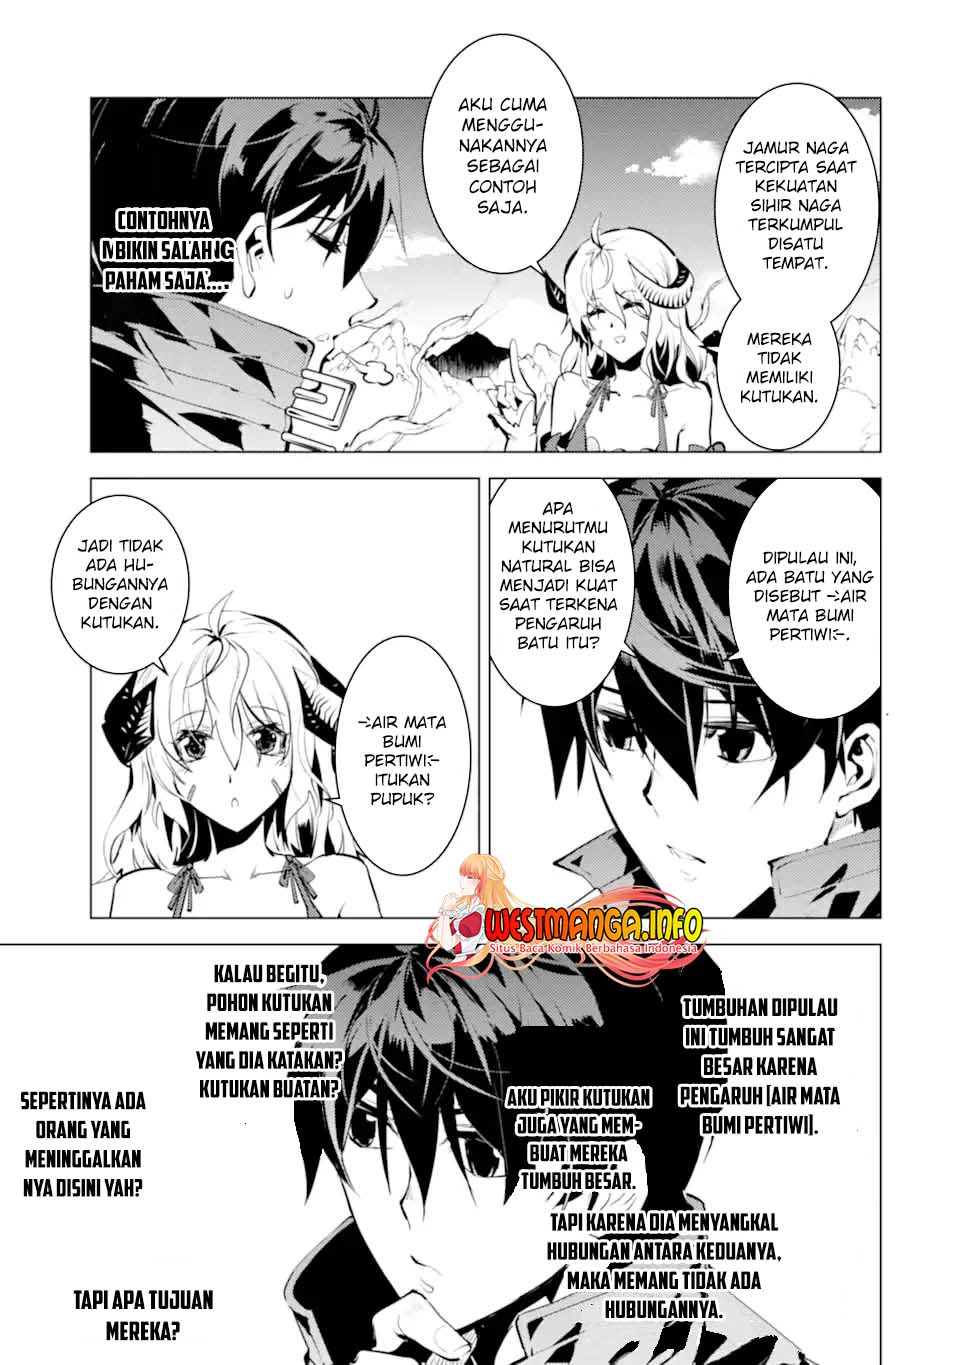 JAMUR NAGA
TERCIPTA SAAT
KEKUATAN
SIHIR NAGA
TERKUMPUL
DISATU
TEMPAT.
MEREKA
TIDAK
MEMILIKI
KUTUKAN.
AKU CUMA
MENGGU-
NAKANNYA
SEBAGAI
CONTOH
SAJA.
CONTOHNYA
MBIKIN SALAH NG
PAHAM SAJA....
DIPULAU INI,
ADA BATU YANG
DISEBUT →AIR
MATA BUMI
PERTIWI←.
APA
MENURUTMU
KUTUKAN
NATURAL BISA
MENJADI KUAT
SAAT TERKENA
PENGARUH
BATU ITU?
→AIR MATA
BUMI
PERTIWI←
ITUKAN
PUPUK?
JADI TIDAK
ADA HU-
BUNGANNYA
DENGAN
KUTUKAN.
WESTMANGA.INFO
Situs Baca Komik Berbahasa Indonesia
TUMBUHAN DIPULAU
INI TUMBUH SANGAT
BESAR KARENA
PENGARUH [AIR MATA
BUMI PERTIWI].
AKU PIKIR KUTUKAN
JUGA YANG MEM-
BUAT MEREKA
TUMBUH BESAR.
TAPI KARENA DIA MENYANGKAL
HUBUNGAN ANTARA KEDUANYA,
MAKA MEMANG TIDAK ADA
HUBUNGANNYA.
KALAU BEGITU,
POHON KUTUKAN
MEMANG SEPERTI
YANG DIA KATAKAN?
KUTUKAN BUATAN?
SEPERTINYA ADA
ORANG YANG
MENINGGALKAN
NYA DISINI YAH?
TAPI APA TUJUAN
MEREKA?